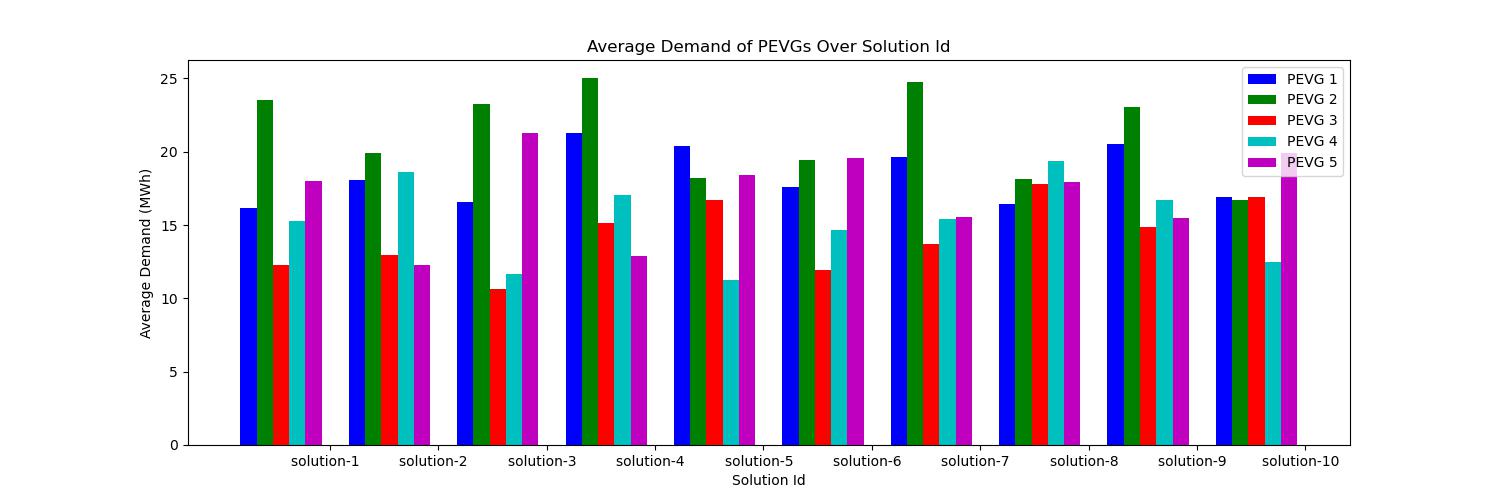 Average Demand of PEVGs Over Solution Id
Average Demand (MWh)
25
20
15
10
5
0
PEVG 1
PEVG 2
PEVG 3
PEVG 4
PEVG 5
solution-1 solution-2 solution-3 solution-4 solution-5 solution-6 solution-7 solution-8 solution-9 solution-10
Solution Id